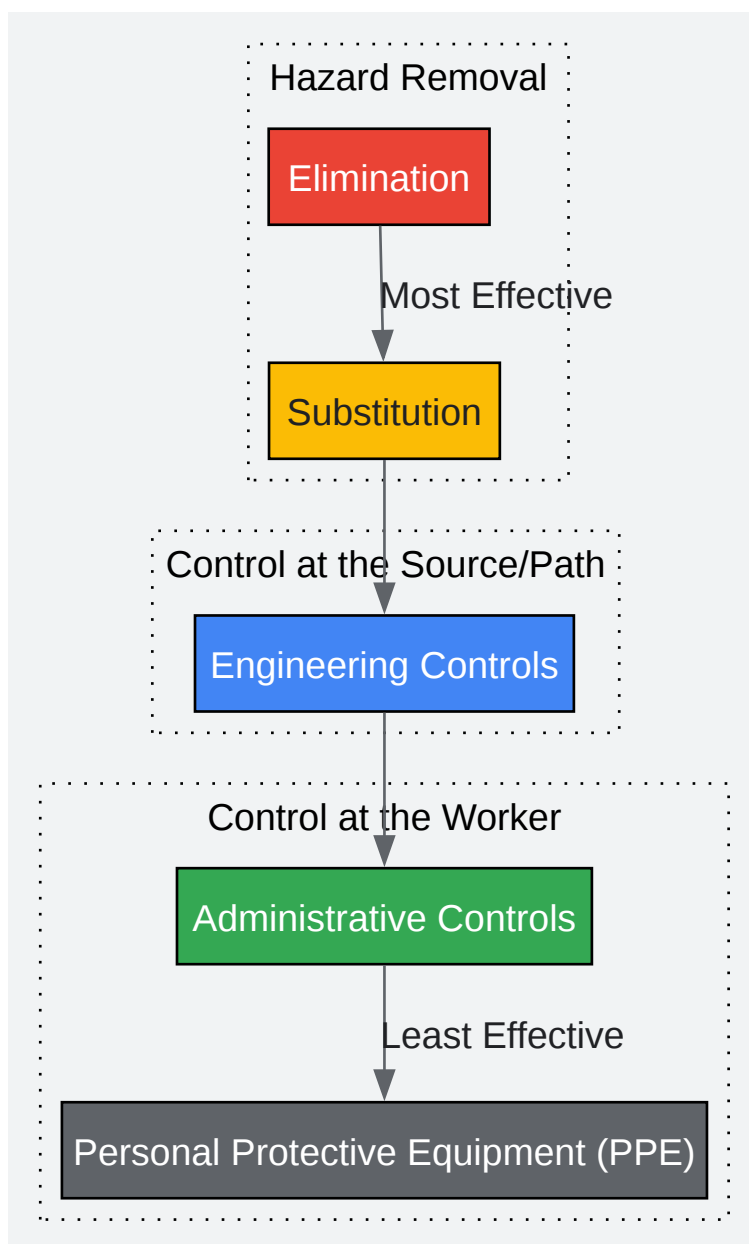 Hazard Removal
Elimination
Most Effective
Substitution
Control at the Source/Path
Engineering Controls
Control at the Worker
Administrative Controls
Least Effective
Personal Protective Equipment (PPE)